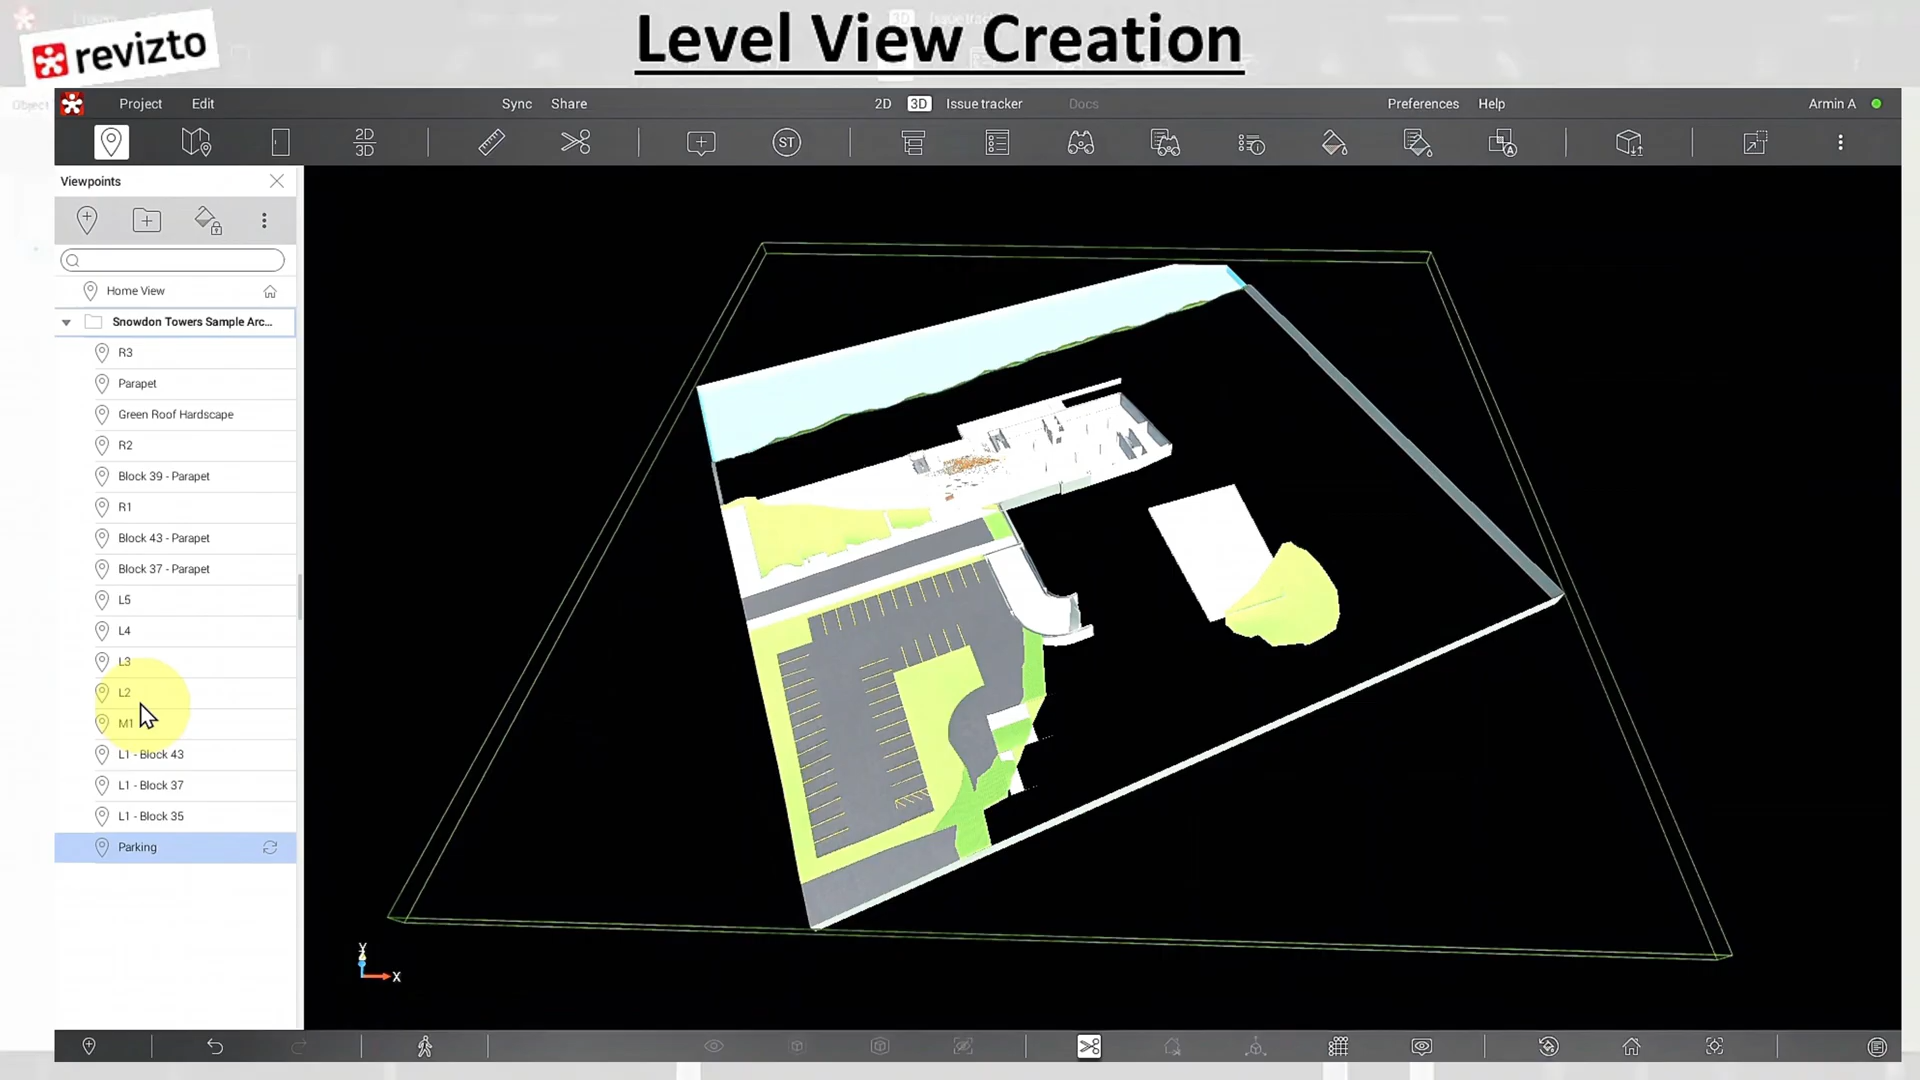 Level View Creation
revizto
Project Edit Sync Share 2D 3D Issue tracker Docs Preferences Help Armin A
2D
3D
ST
Viewpoints
Home View
Snowdon Towers Sample Arc...
R3
Parapet
Green Roof Hardscape
R2
Block 39 - Parapet
R1
Block 43 - Parapet
Block 37 - Parapet
L5
L4
L3
L2
M1
L1 - Block 43
L1 - Block 37
L1 - Block 35
Parking
Y
X